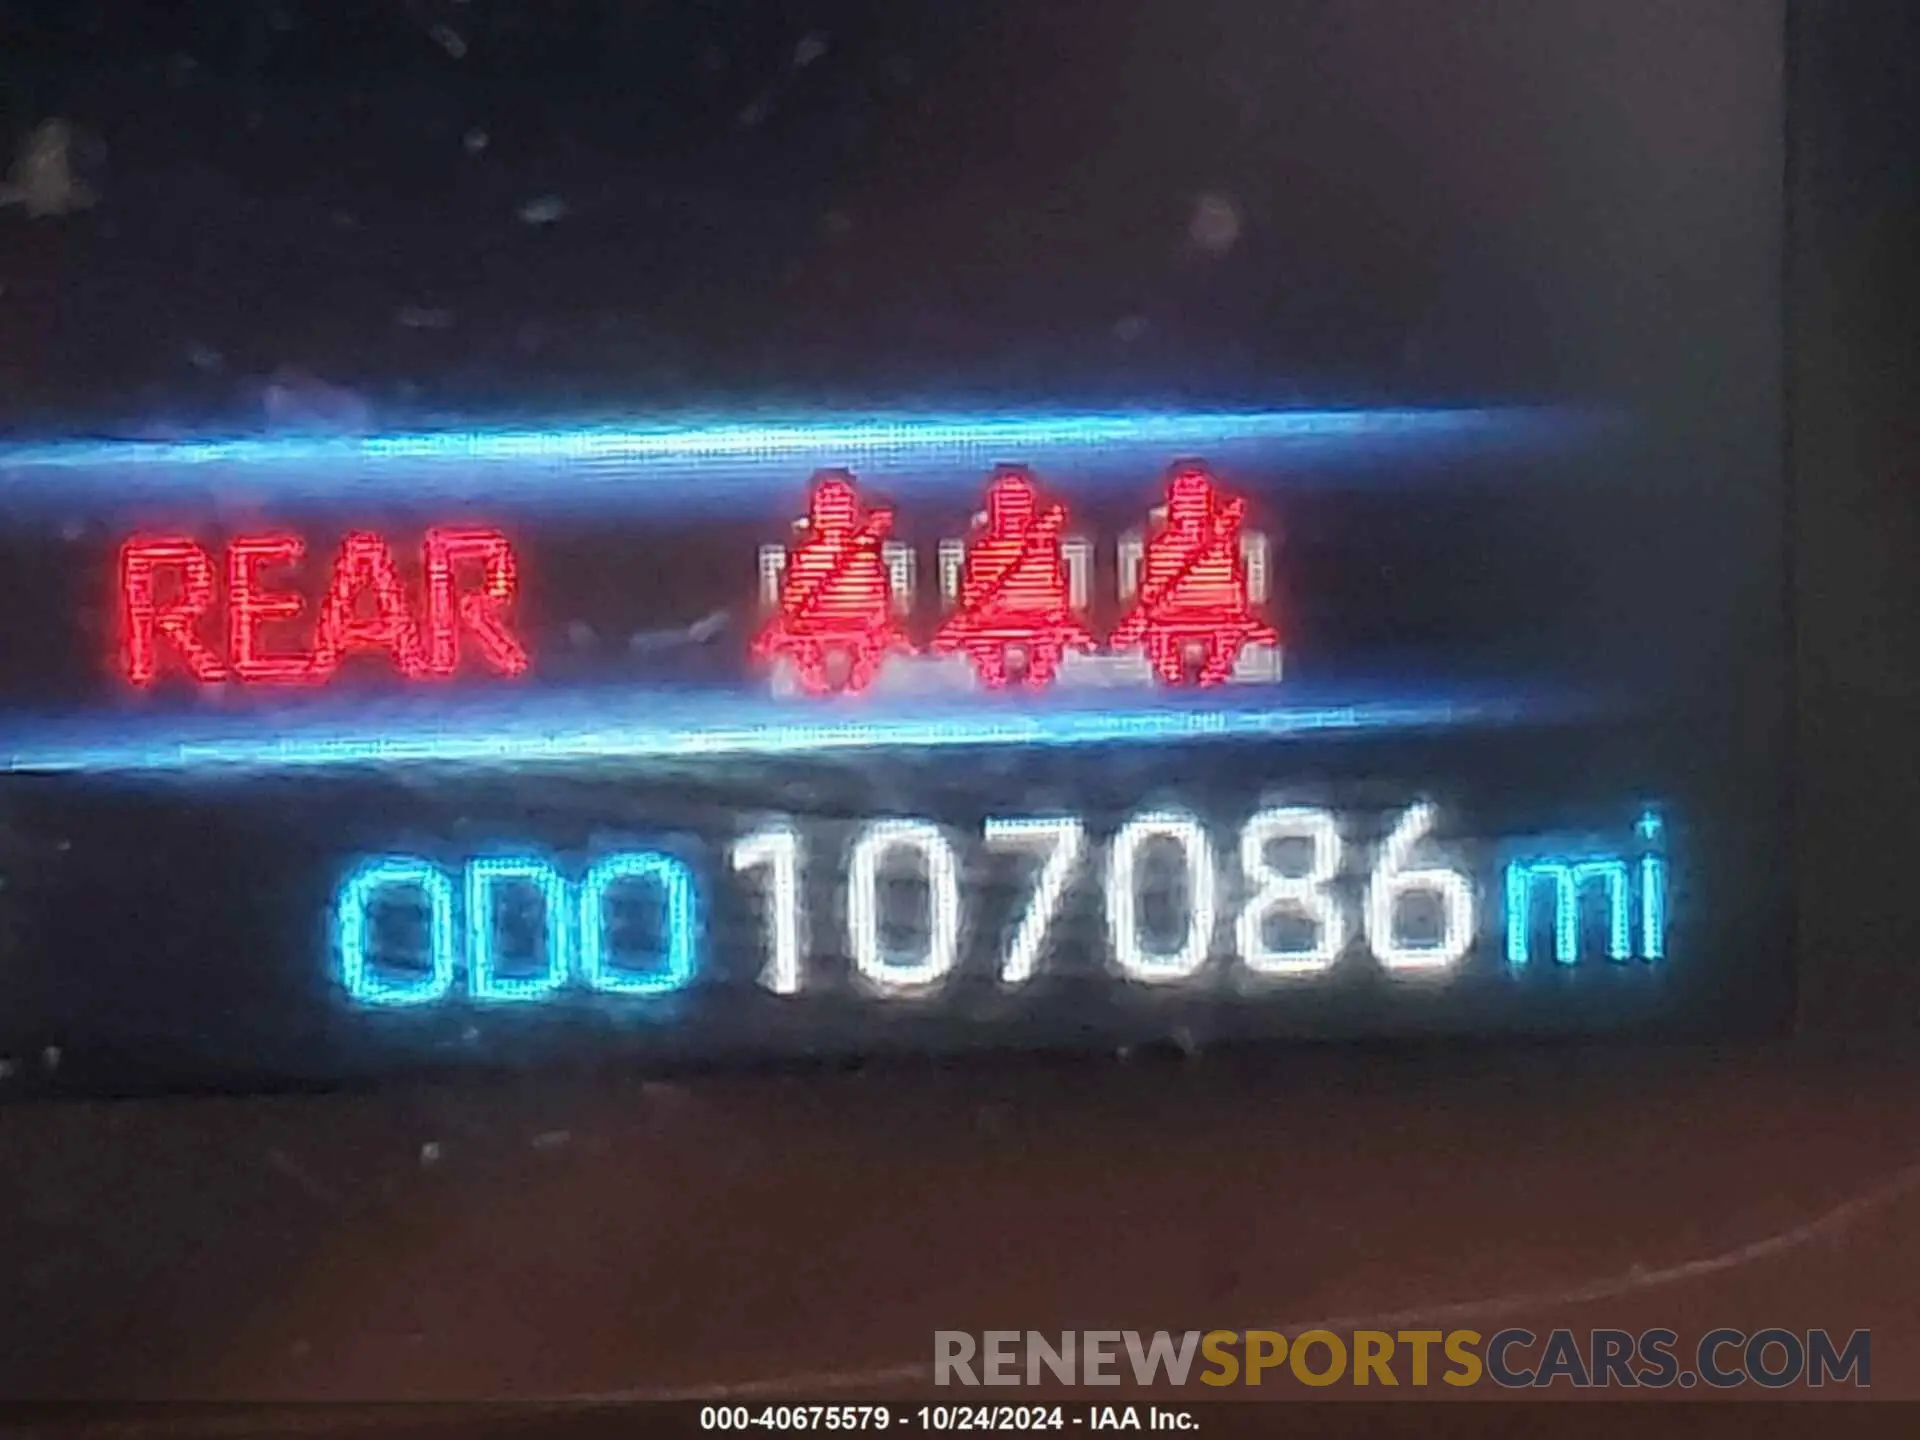 REAR
ODO 107086 mi
RENEWSPORTSCARS.COM
000-40675579 - 10/24/2024 - IAA Inc.